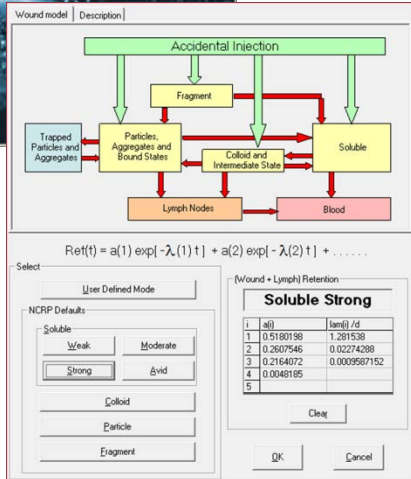 Wound model
Description
Accidental Injection
Fragment
Trapped
Particles and
Aggregates
Particles,
Aggregates and
Bound States
Colloid and
Intermediate State
Soluble
Lymph Nodes
Blood
Ret(t) = a(1) exp[ -λ(1) t ] + a(2) exp[ - λ(2) t ] + . . . . . .
Select
User Defined Mode
NCRP Defaults
Soluble
Weak
Moderate
Strong
Avid
Colloid
Particle
Fragment
(Wound + Lymph) Retention
Soluble Strong
i a(i) lam(i) /d
1 0.5180198 1.281538
2 0.2607546 0.02274288
3 0.2164072 0.0009587152
4 0.0048185
5
Clear
OK
Cancel